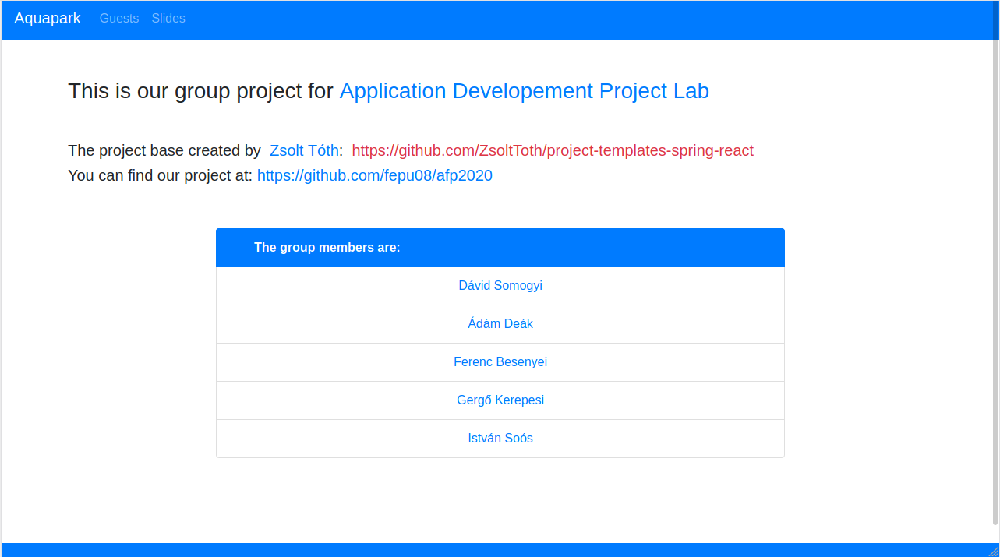 Aquapark Guests Slides
This is our group project for Application Developement Project Lab
The project base created by Zsolt Tóth: https://github.com/ZsoltToth/project-templates-spring-react
You can find our project at: https://github.com/fepu08/afp2020
The group members are:
Dávid Somogyi
Ádám Deák
Ferenc Besenyei
Gergő Kerepesi
István Soós